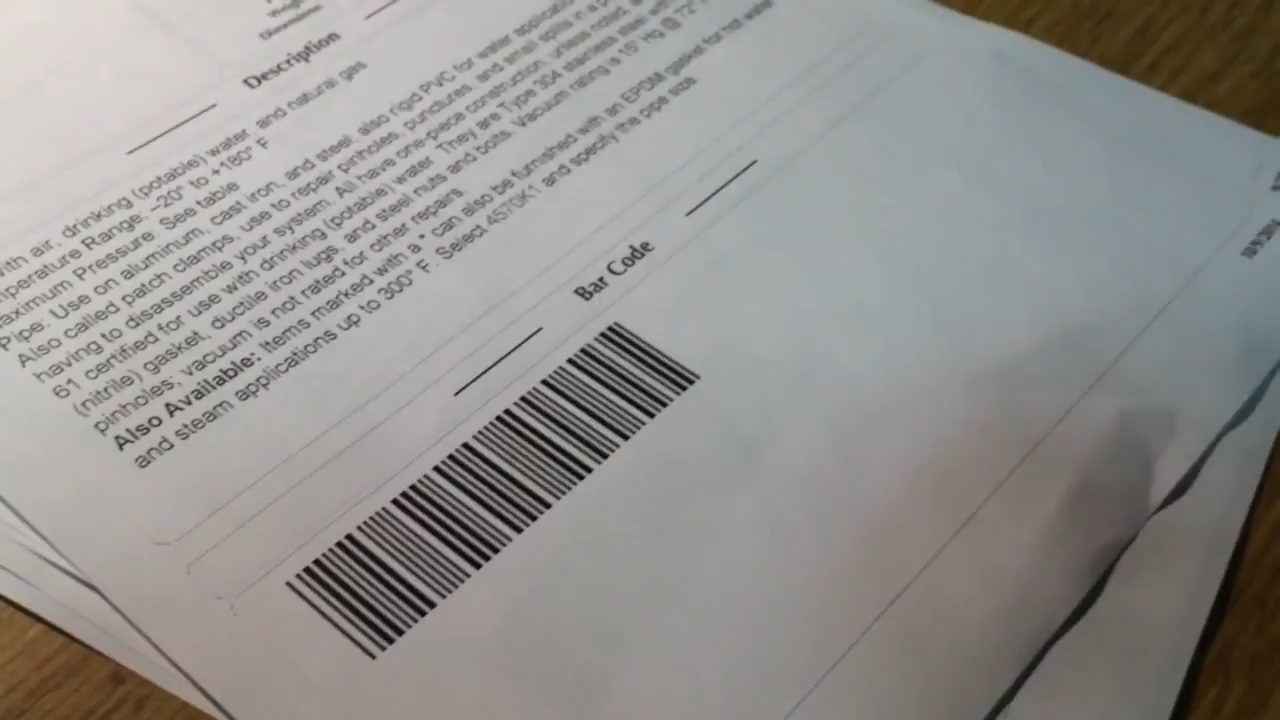 Description
with air, drinking (potable) water, and natural gas
mperature Range: –20° to +180° F
aximum Pressure: See table
Pipe: Use on aluminum, cast iron, and steel, also rigid PVC for water application
Also called patch clamps, use to repair pinholes, punctures, and small splits in a
having to disassemble your system. All have one-piece construction, unless noted,
61 certified for use with drinking (potable) water. They are Type 304 stainless steel with
(nitrile) gasket, ductile iron lugs, and steel nuts and bolts. Vacuum rating is 15" Hg @ 72°
pinholes; vacuum is not rated for other repairs.
Also Available: Items marked with a * can also be furnished with an EPDM gasket for hot water
and steam applications up to 300° F. Select 4570K1 and specify the pipe size
Bar Code